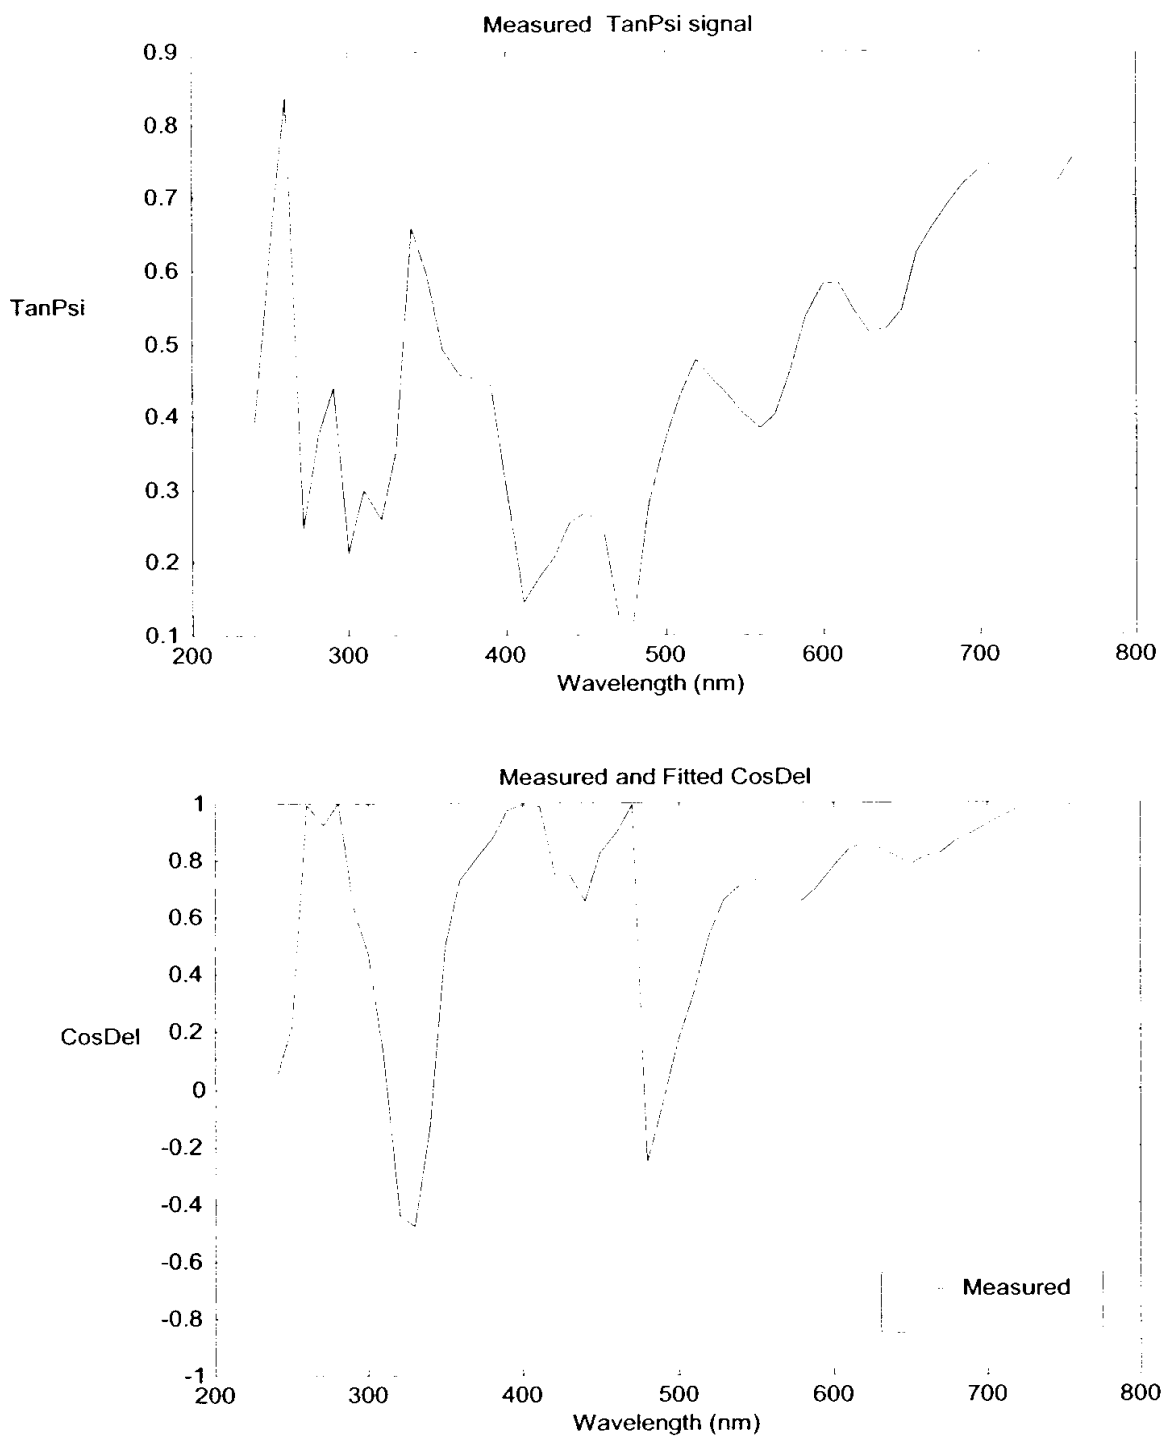 Measured TanPsi signal
0.9
0.8
0.7
0.6
TanPsi
0.5
0.4
0.3
0.2
0.1
200 300 400 500 600 700 800
Wavelength (nm)
Measured and Fitted CosDel
1
0.8
0.6
0.4
0.2
CosDel
0
-0.2
-0.4
-0.6
Measured
-0.8
-1
200 300 400 500 600 700 800
Wavelength (nm)